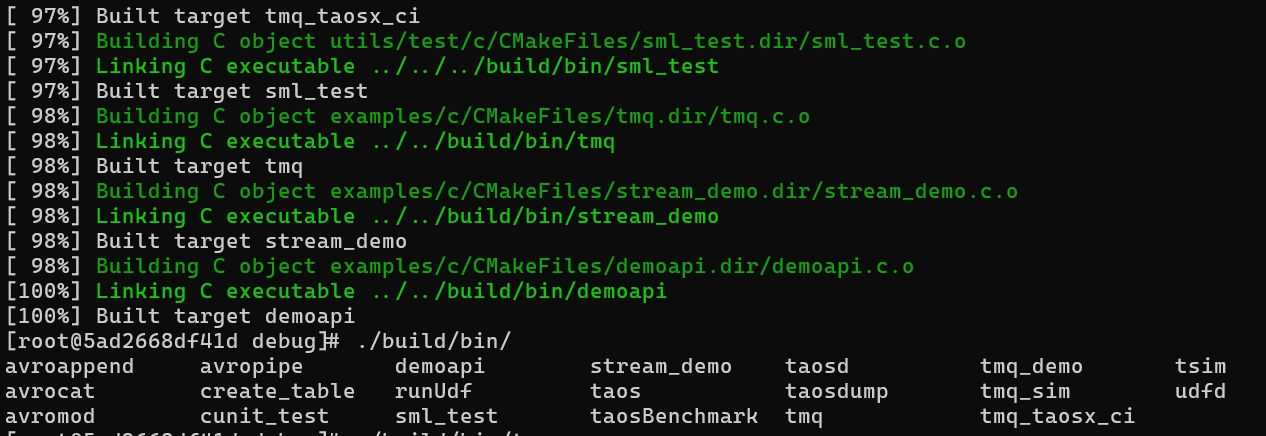 [ 97%] Built target tmq_taosx_ci
[ 97%] Building C object utils/test/c/CMakeFiles/sml_test.dir/sml_test.c.o
[ 97%] Linking C executable ../../../build/bin/sml_test
[ 97%] Built target sml_test
[ 98%] Building C object examples/c/CMakeFiles/tmq.dir/tmq.c.o
[ 98%] Linking C executable ../../build/bin/tmq
[ 98%] Built target tmq
[ 98%] Building C object examples/c/CMakeFiles/stream_demo.dir/stream_demo.c.o
[ 98%] Linking C executable ../../build/bin/stream_demo
[ 98%] Built target stream_demo
[ 98%] Building C object examples/c/CMakeFiles/demoapi.dir/demoapi.c.o
[100%] Linking C executable ../../build/bin/demoapi
[100%] Built target demoapi
[root@5ad2668df41d debug]# ./build/bin/
avroappend avropipe demoapi stream_demo taosd tmq_demo tsim
avrocat create_table runUdf taos taosdump tmq_sim udfd
avromod cunit_test sml_test taosBenchmark tmq tmq_taosx_ci